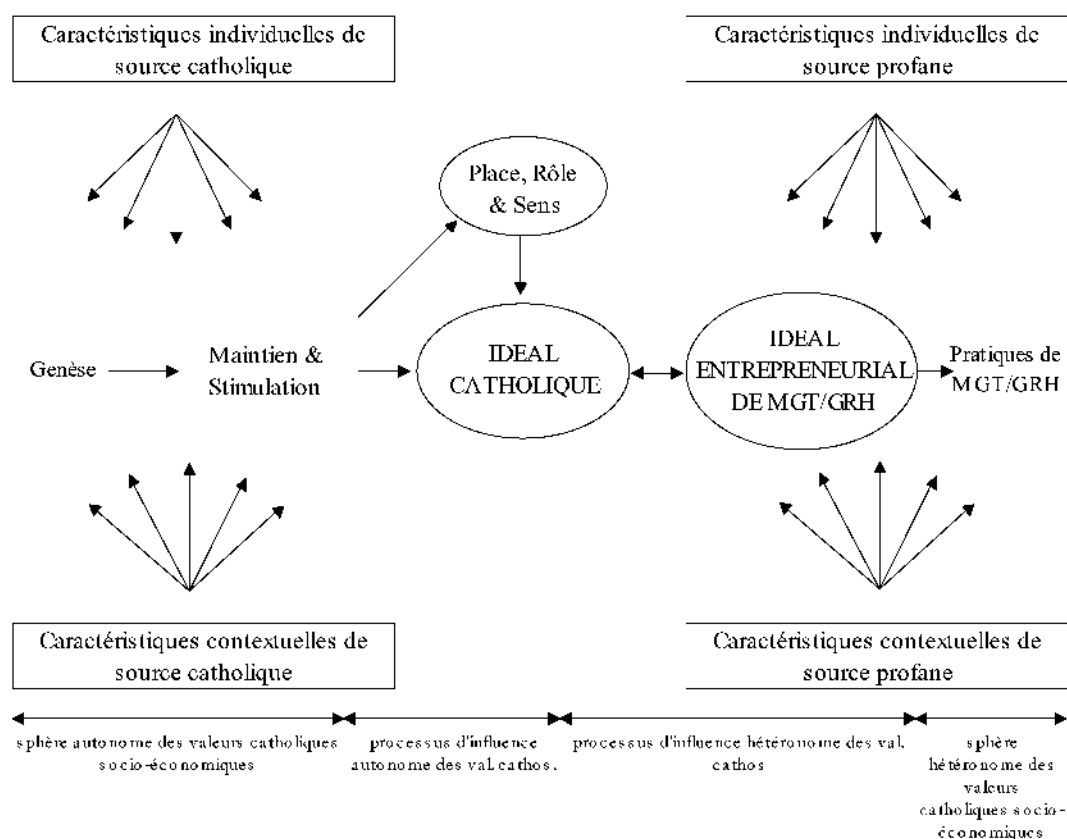 Caractéristiques individuelles de
source catholique
Caractéristiques individuelles de
source profane
Place, Rôle
& Sens
Genèse
Maintien &
Stimulation
IDEAL
CATHOLIQUE
IDEAL
ENTREPRENEURIAL
DE MGT/GRH
Pratiques de
MGT/GRH
Caractéristiques contextuelles de
source catholique
Caractéristiques contextuelles de
source profane
sphère autonome des valeurs catholiques
socio-économiques
processus d'influence
autonome des val. cathos.
processus d'influence hétéronome des val.
cathos
sphère
hétéronome des
valeurs
catholiques socio-
économiques